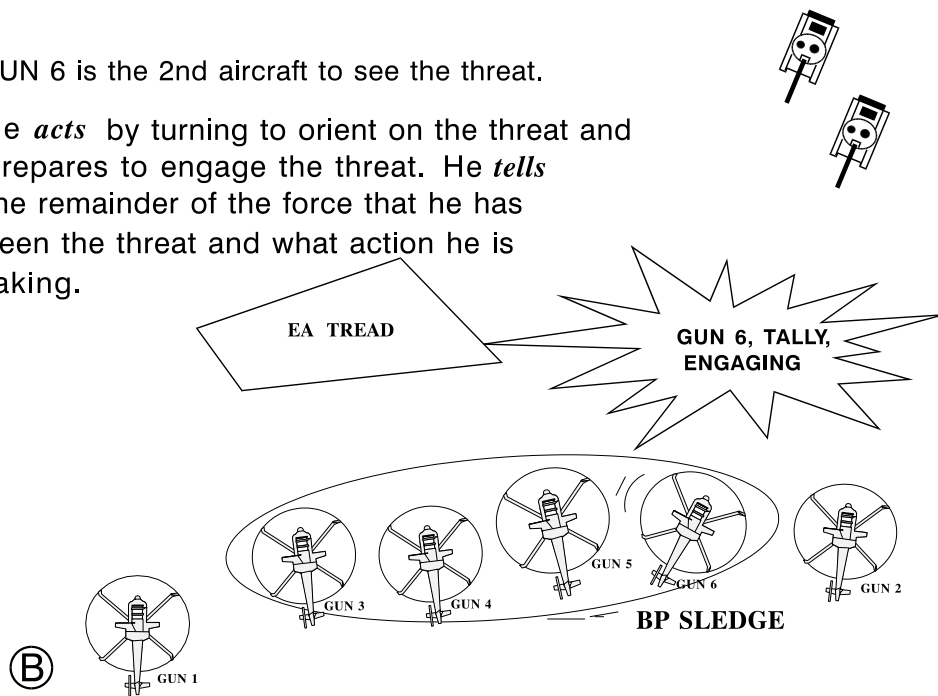 UN 6 is the 2nd aircraft to see the threat.
e acts by turning to orient on the threat and
repares to engage the threat. He tells
he remainder of the force that he has
een the threat and what action he is
aking.
EA TREAD
GUN 6, TALLY,
ENGAGING
GUN 5
GUN 6
GUN 2
GUN 3
GUN 4
BP SLEDGE
B
GUN 1